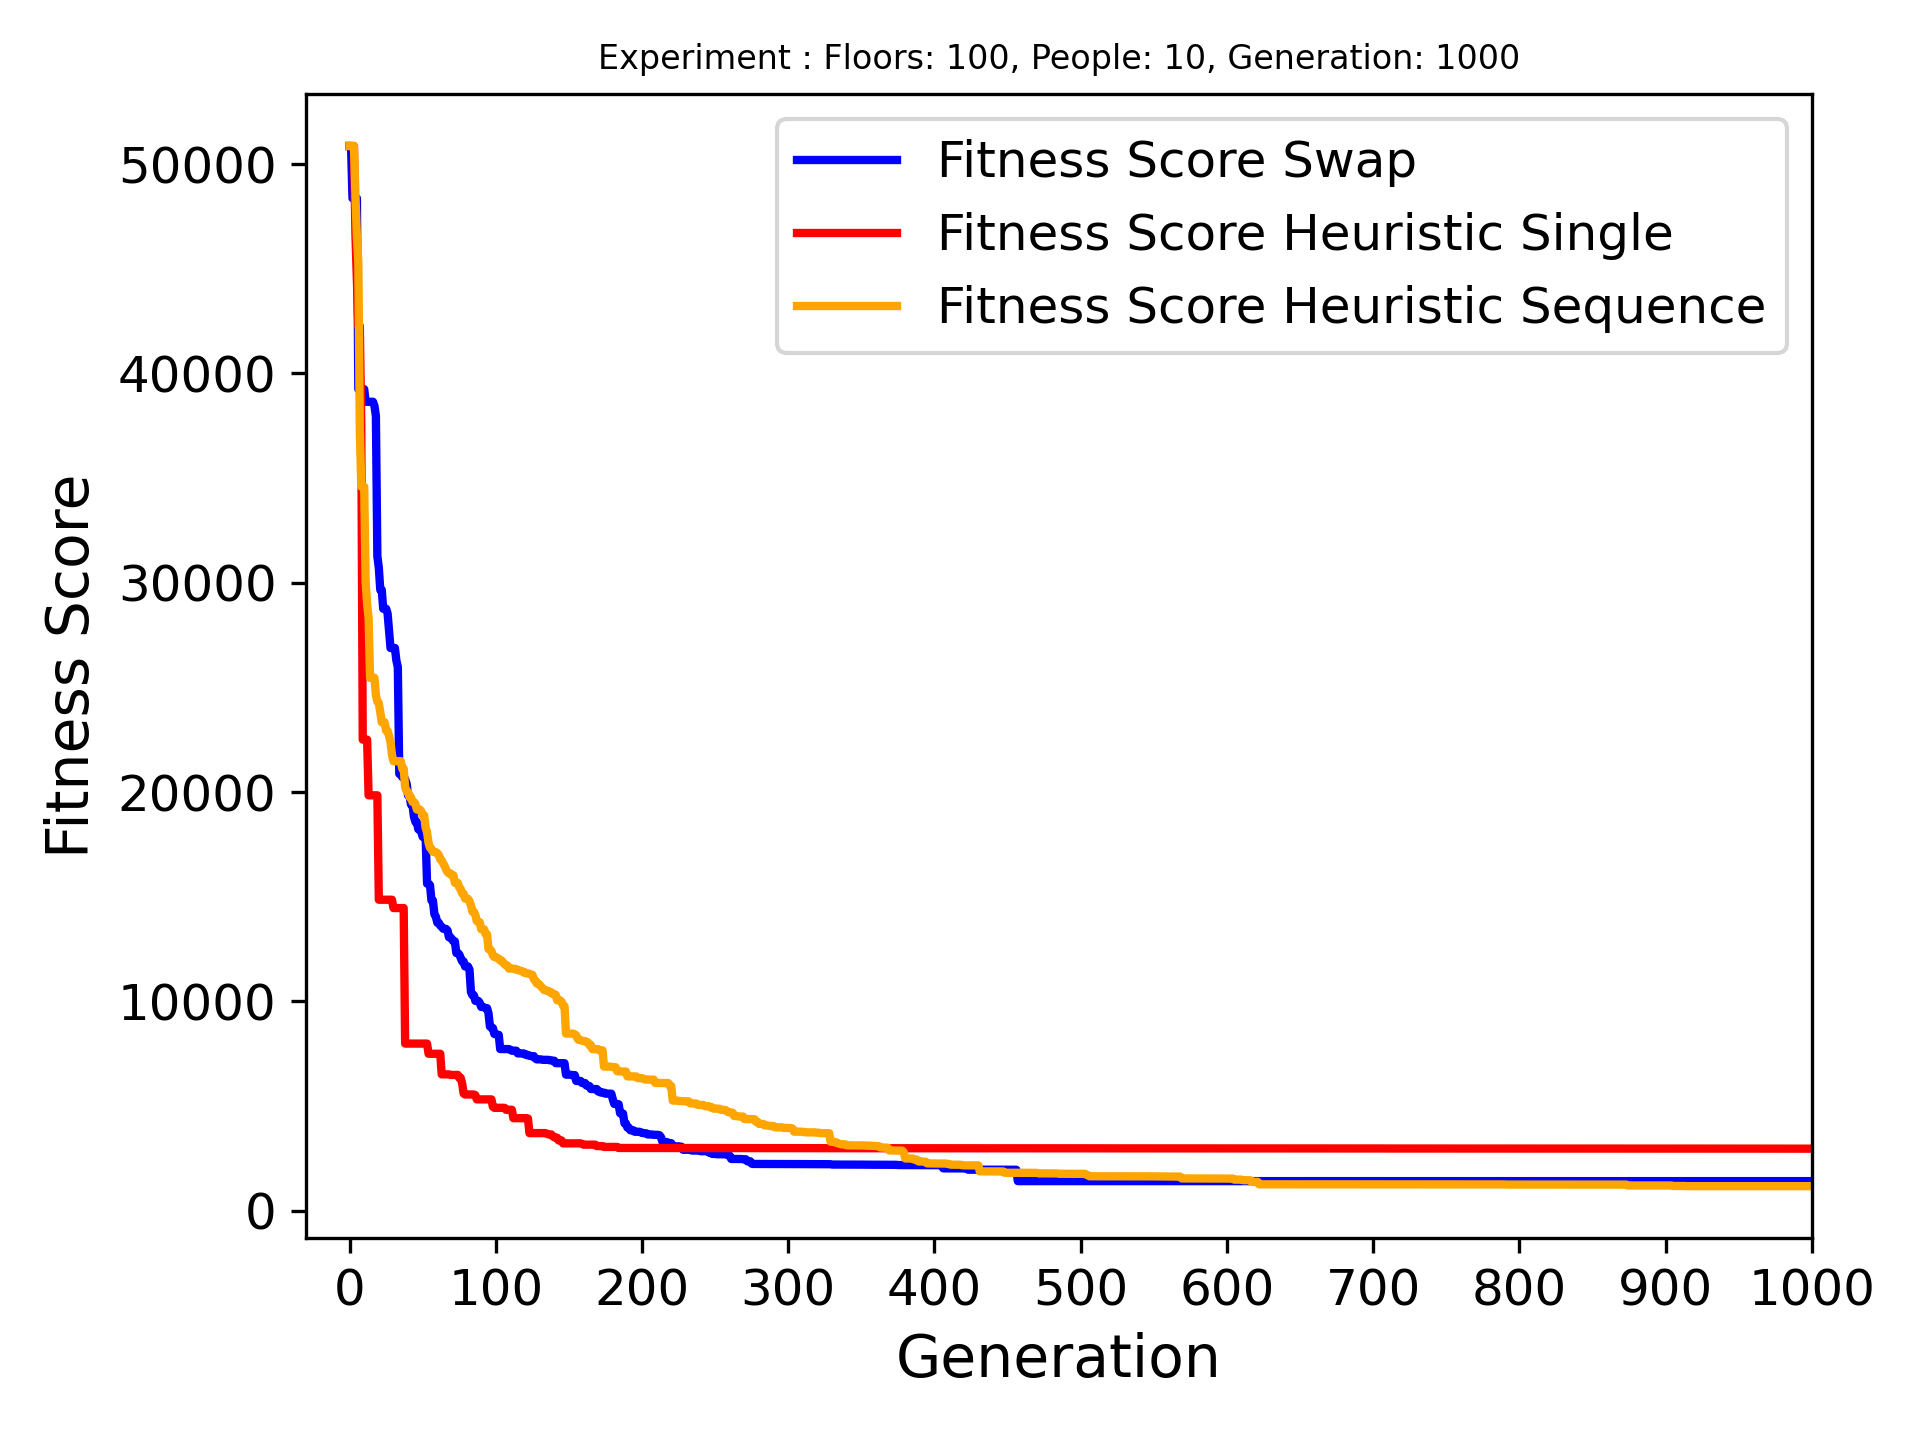 Experiment : Floors: 100, People: 10, Generation: 1000
Fitness Score Swap
Fitness Score Heuristic Single
Fitness Score Heuristic Sequence
Fitness Score
50000
40000
30000
20000
10000
0
0 100 200 300 400 500 600 700 800 900 1000
Generation